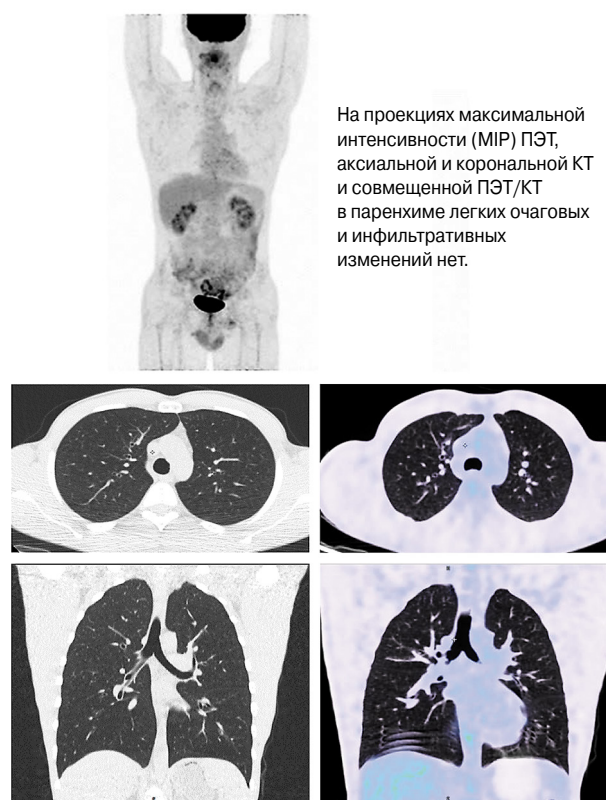 На проекциях максимальной
интенсивности (MIP) ПЭТ,
аксиальной и корональной КТ
и совмещенной ПЭТ/КТ
в паренхиме легких очаговых
и инфильтративных
изменений нет.